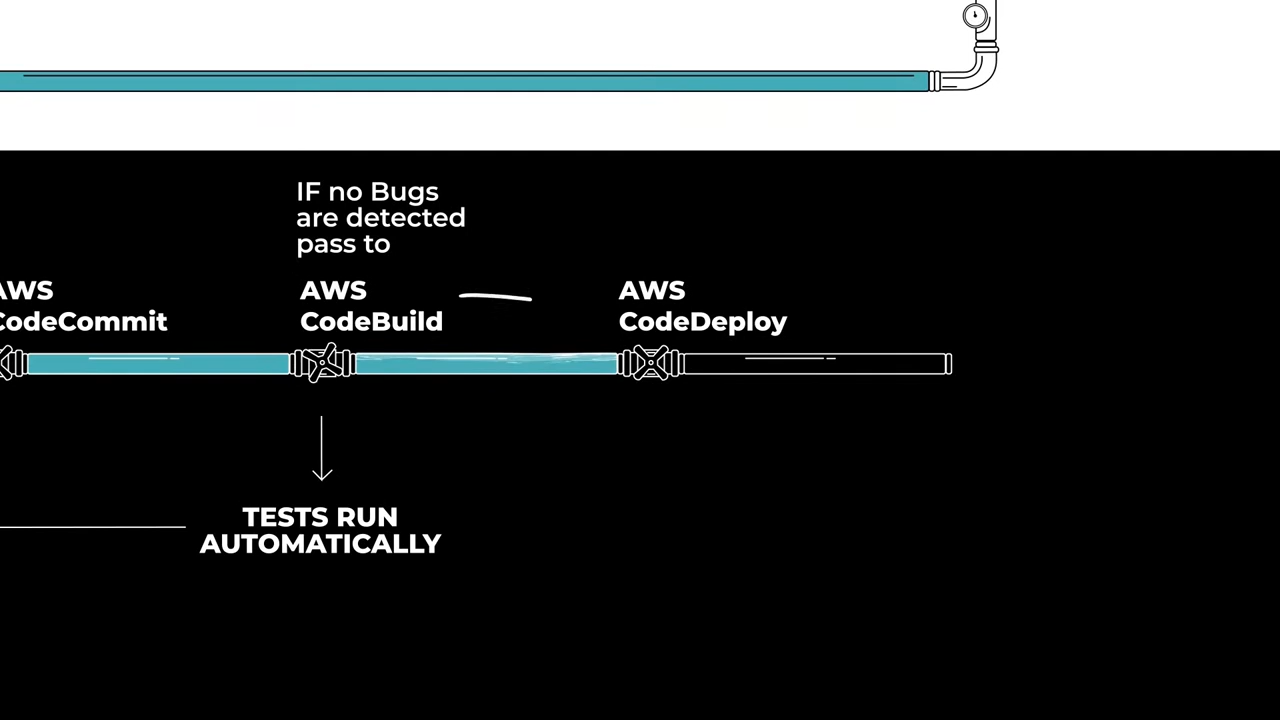 IF no Bugs
are detected
pass to
AWS
CodeCommit
AWS
CodeBuild
AWS
CodeDeploy
TESTS RUN
AUTOMATICALLY